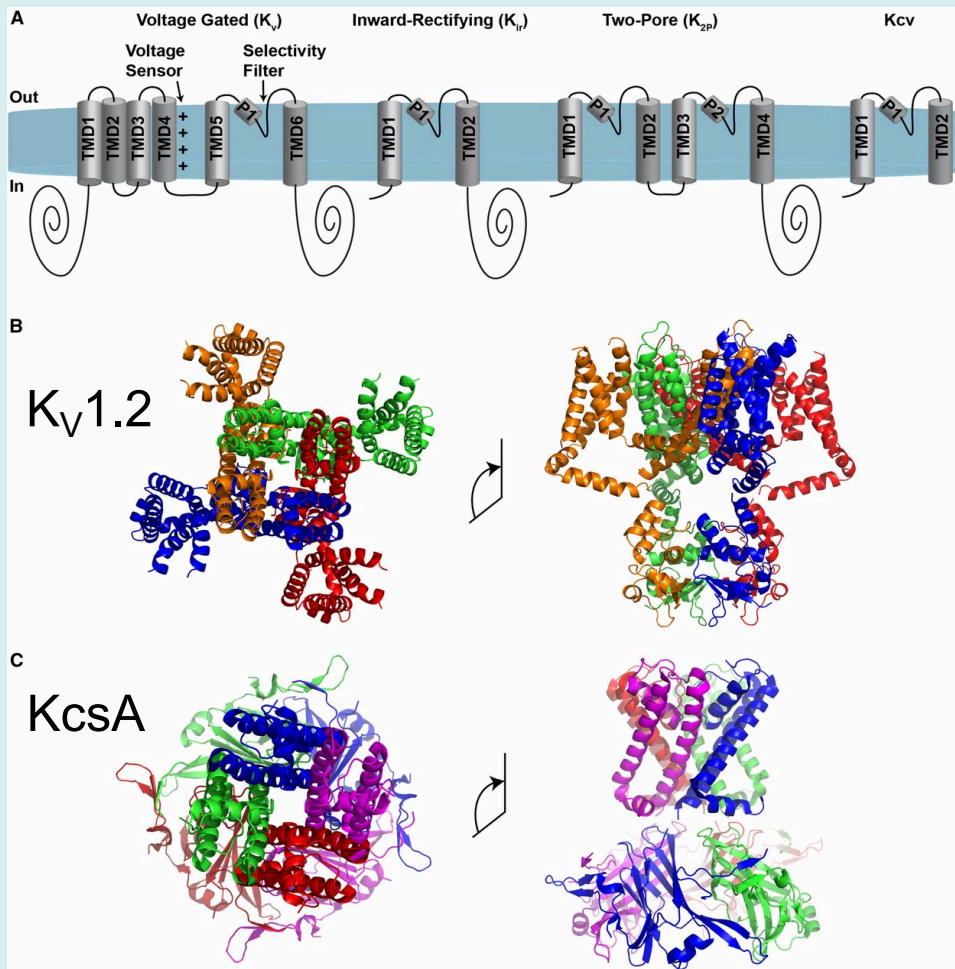 A
Voltage Gated (Kv)
Inward-Rectifying (Kir)
Two-Pore (K2P)
Kcv
Voltage
Sensor
Selectivity
Filter
Out
TMD1
TMD2
TMD3
TMD4
+
+
+
+
TMD5
P1
TMD6
TMD1
P1
TMD2
TMD1
P1
TMD2
TMD3
P2
TMD4
TMD1
P1
TMD2
In
B
KV1.2
C
KcsA